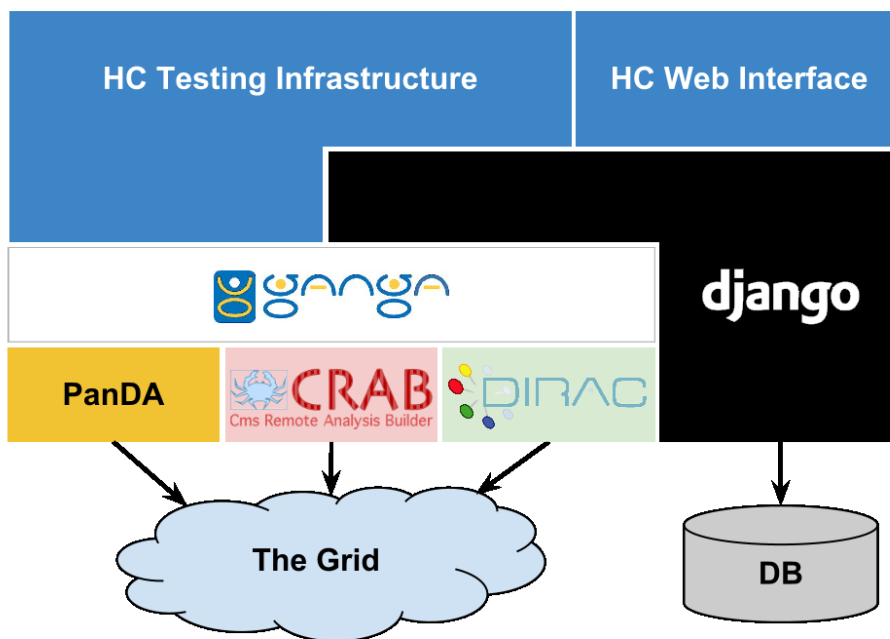 HC Testing Infrastructure
HC Web Interface
ganga
django
PanDA
CRAB
Cms Remote Analysis Builder
DIRAC
The Grid
DB